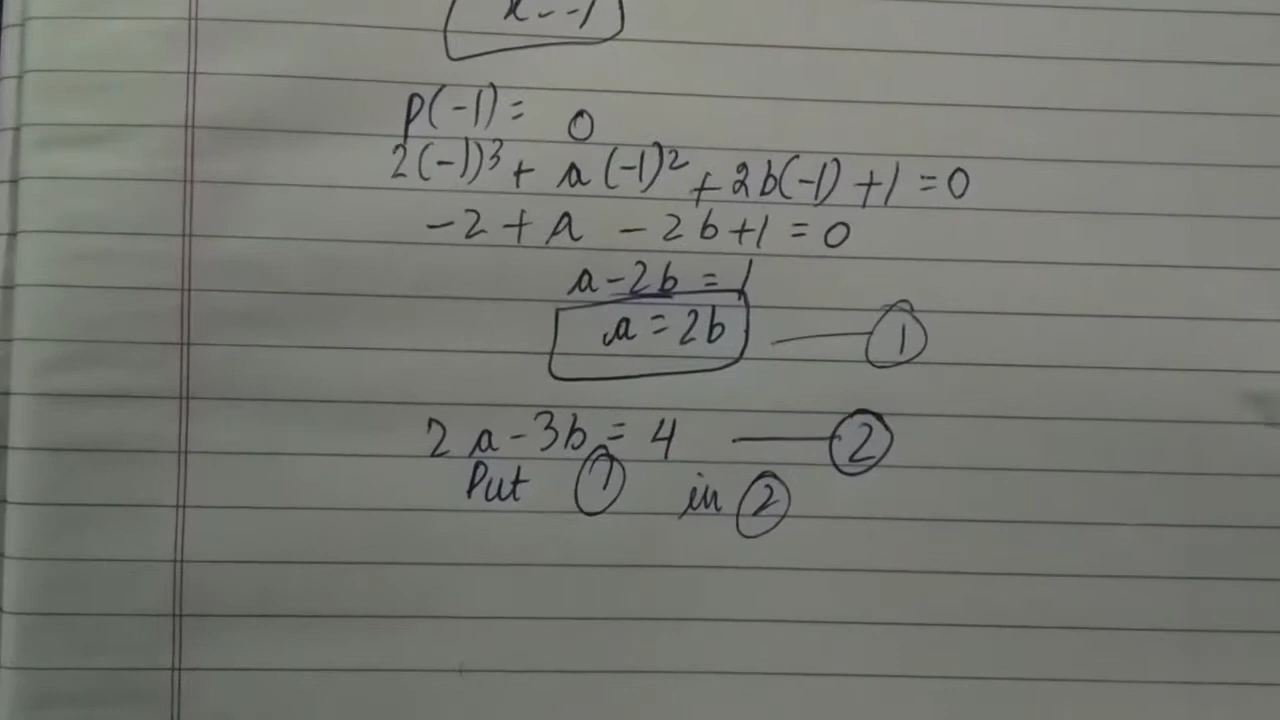 x = -1
p(-1) = 0
2(-1)³ + a(-1)² + 2b(-1) + 1 = 0
-2 + a - 2b + 1 = 0
a - 2b = 1
a = 2b — ①
2a - 3b = 4 — ②
Put ① in ②